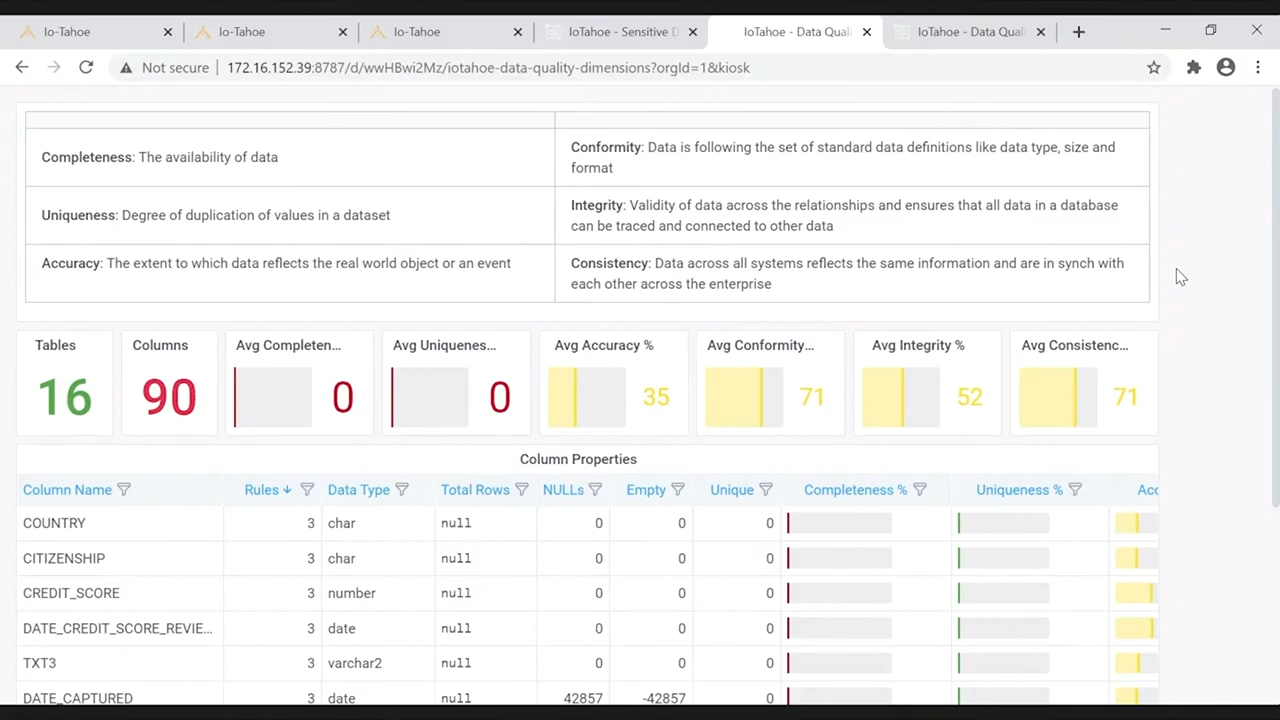 Io-Tahoe
Io-Tahoe
Io-Tahoe
IoTahoe - Sensitive D
IoTahoe - Data Quali
IoTahoe - Data Quali
Not secure
172.16.152.39:8787/d/wwHBwi2Mz/iotahoe-data-quality-dimensions?orgId=1&kiosk
Completeness: The availability of data
Conformity: Data is following the set of standard data definitions like data type, size and
format
Uniqueness: Degree of duplication of values in a dataset
Integrity: Validity of data across the relationships and ensures that all data in a database
can be traced and connected to other data
Accuracy: The extent to which data reflects the real world object or an event
Consistency: Data across all systems reflects the same information and are in synch with
each other across the enterprise
Tables
16
Columns
90
Avg Completen...
0
Avg Uniquenes...
0
Avg Accuracy %
35
Avg Conformity...
71
Avg Integrity %
52
Avg Consistenc...
71
Column Properties
Column Name Rules Data Type Total Rows NULLs Empty Unique Completeness % Uniqueness % Acc
COUNTRY 3 char null 0 0 0
CITIZENSHIP 3 char null 0 0 0
CREDIT_SCORE 3 number null 0 0 0
DATE_CREDIT_SCORE_REVIE... 3 date null 0 0 0
TXT3 3 varchar2 null 0 0 0
DATE_CAPTURED 3 date null 42857 -42857 0